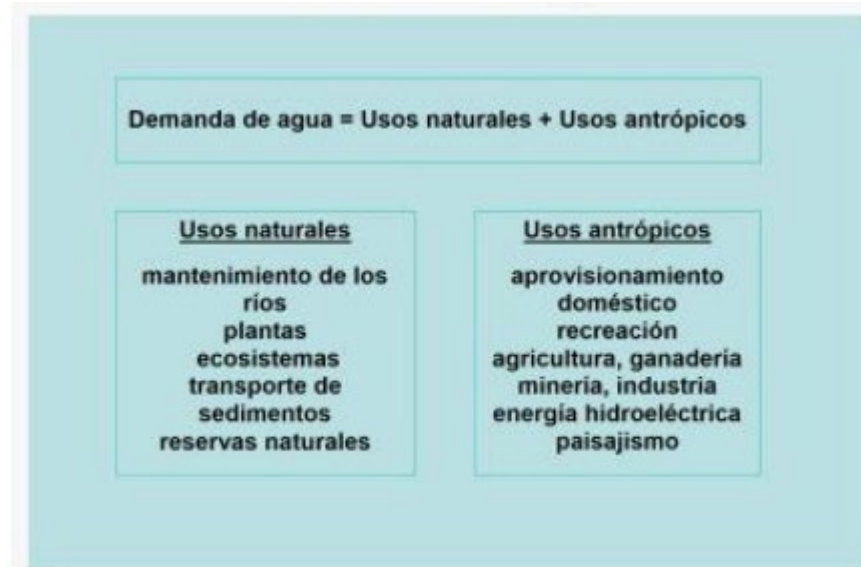 Demanda de agua = Usos naturales + Usos antrópicos
Usos naturales
mantenimiento de los
ríos
plantas
ecosistemas
transporte de
sedimentos
reservas naturales
Usos antrópicos
aprovisionamiento
doméstico
recreación
agricultura, ganadería
minería, industria
energía hidroeléctrica
paisajismo